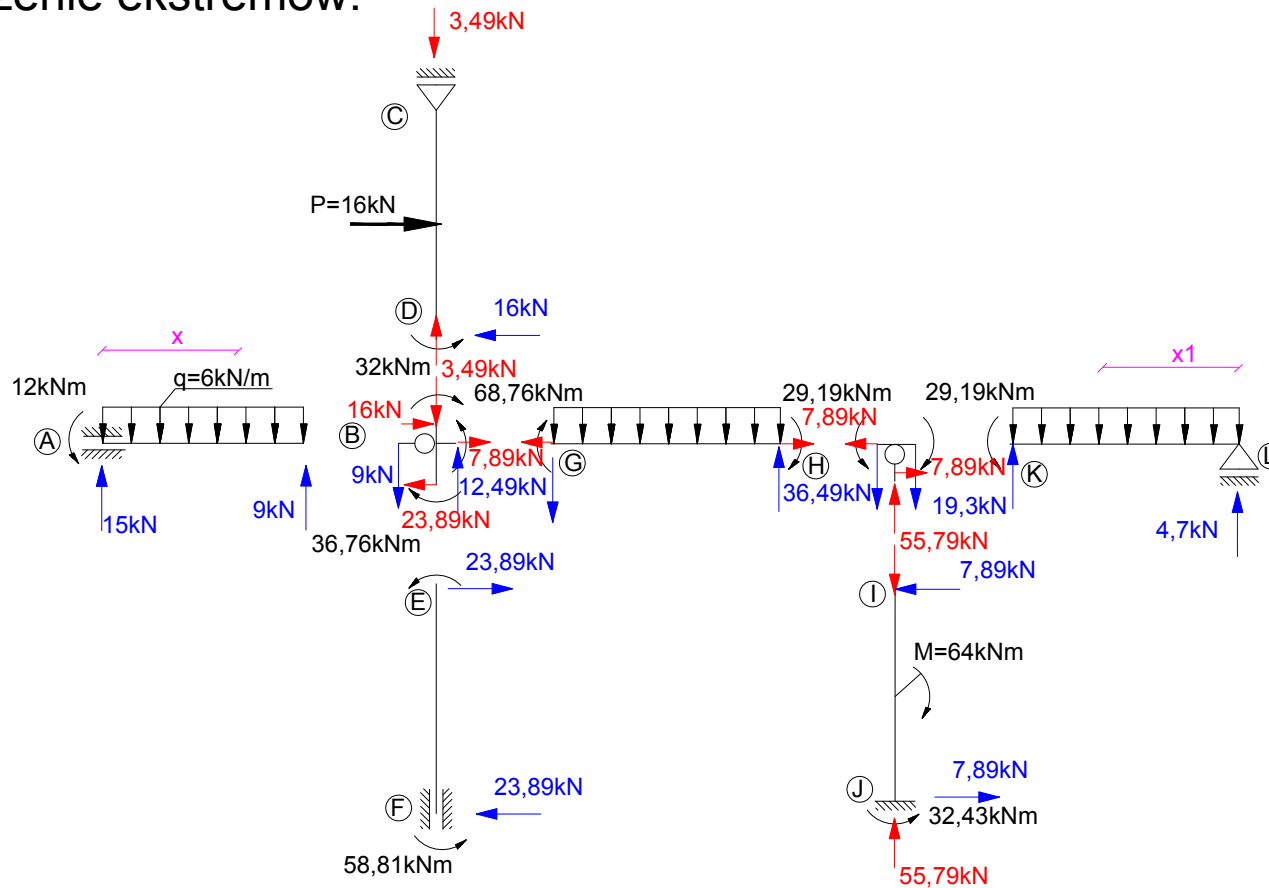 zenie ekstremów:
3,49kN
C
P=16kN
D
16kN
x
x1
32kNm
3,49kN
12kNm
q=6kN/m
68,76kNm
29,19kNm
29,19kNm
16kN
7,89kN
A
B
G
H
K
L
7,89kN
7,89kN
9kN
12,49kN
36,49kN
19,3kN
4,7kN
15kN
9kN
23,89kN
36,76kNm
55,79kN
23,89kN
7,89kN
E
I
M=64kNm
F
23,89kN
J
7,89kN
32,43kNm
58,81kNm
55,79kN